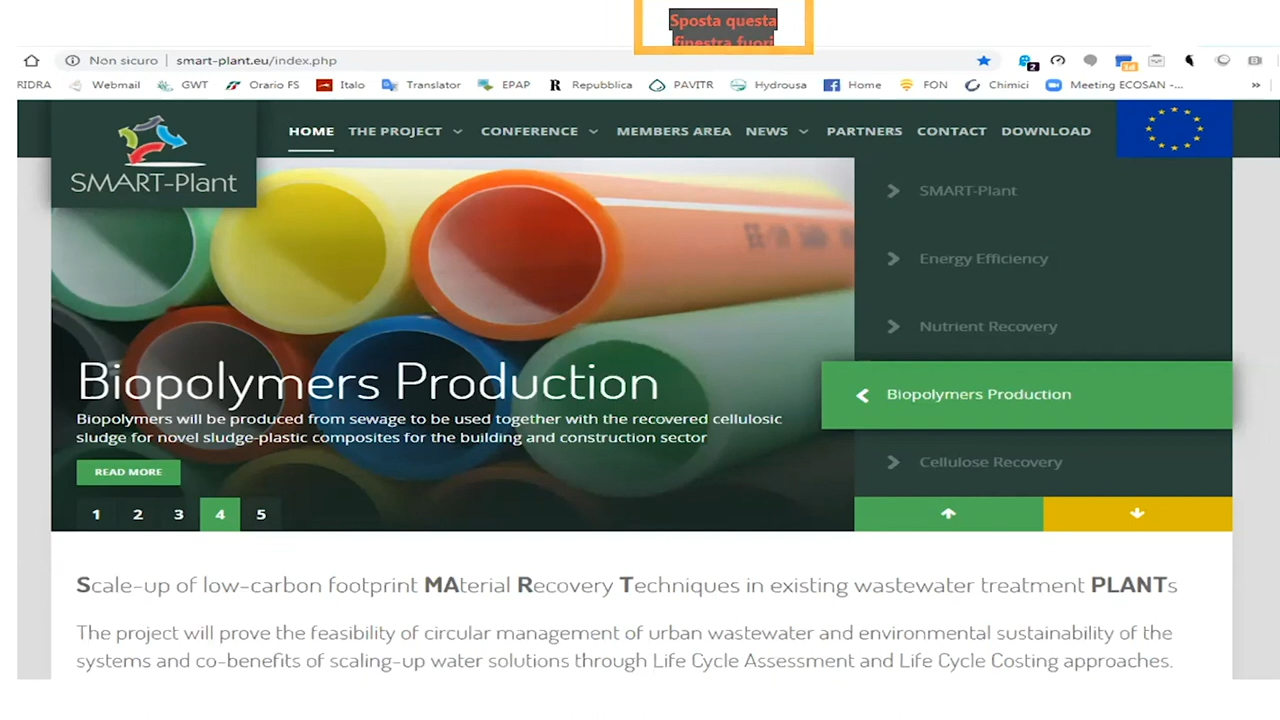 Sposta questa
finestra fuori
Non sicuro | smart-plant.eu/index.php
2
1d
B
RIDRA Webmail GWT Orario FS Italo Translator EPAP R Repubblica PAVITR Hydrousa Home FON Chimici Meeting ECOSAN -... »
SMART-Plant
HOME THE PROJECT CONFERENCE MEMBERS AREA NEWS PARTNERS CONTACT DOWNLOAD
SMART-Plant
Energy Efficiency
Nutrient Recovery
Biopolymers Production
Cellulose Recovery
Biopolymers Production
Biopolymers will be produced from sewage to be used together with the recovered cellulosic
sludge for novel sludge-plastic composites for the building and construction sector
READ MORE
1 2 3 4 5
Scale-up of low-carbon footprint MAterial Recovery Techniques in existing wastewater treatment PLANTs
The project will prove the feasibility of circular management of urban wastewater and environmental sustainability of the
systems and co-benefits of scaling-up water solutions through Life Cycle Assessment and Life Cycle Costing approaches.